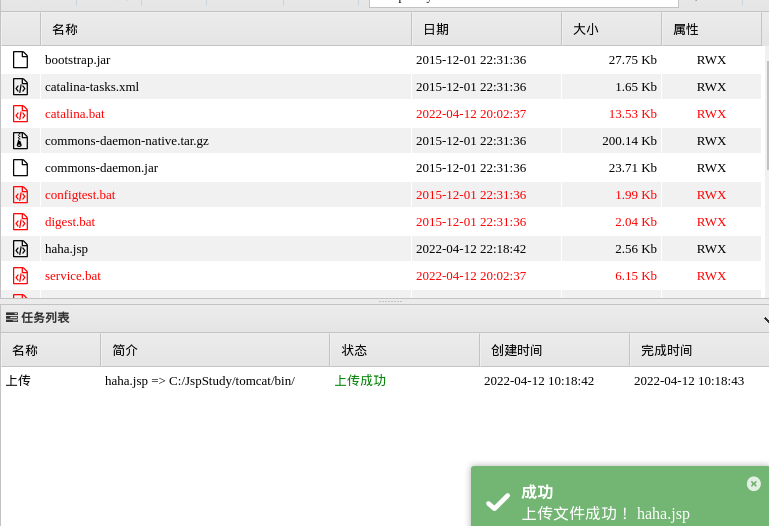 名称 日期 大小 属性
bootstrap.jar 2015-12-01 22:31:36 27.75 Kb RWX
catalina-tasks.xml 2015-12-01 22:31:36 1.65 Kb RWX
catalina.bat 2022-04-12 20:02:37 13.53 Kb RWX
commons-daemon-native.tar.gz 2015-12-01 22:31:36 200.14 Kb RWX
commons-daemon.jar 2015-12-01 22:31:36 23.71 Kb RWX
configtest.bat 2015-12-01 22:31:36 1.99 Kb RWX
digest.bat 2015-12-01 22:31:36 2.04 Kb RWX
haha.jsp 2022-04-12 22:18:42 2.56 Kb RWX
service.bat 2022-04-12 20:02:37 6.15 Kb RWX
任务列表
名称 简介 状态 创建时间 完成时间
上传 haha.jsp => C:/JspStudy/tomcat/bin/ 上传成功 2022-04-12 10:18:42 2022-04-12 10:18:43
成功
上传文件成功！ haha.jsp